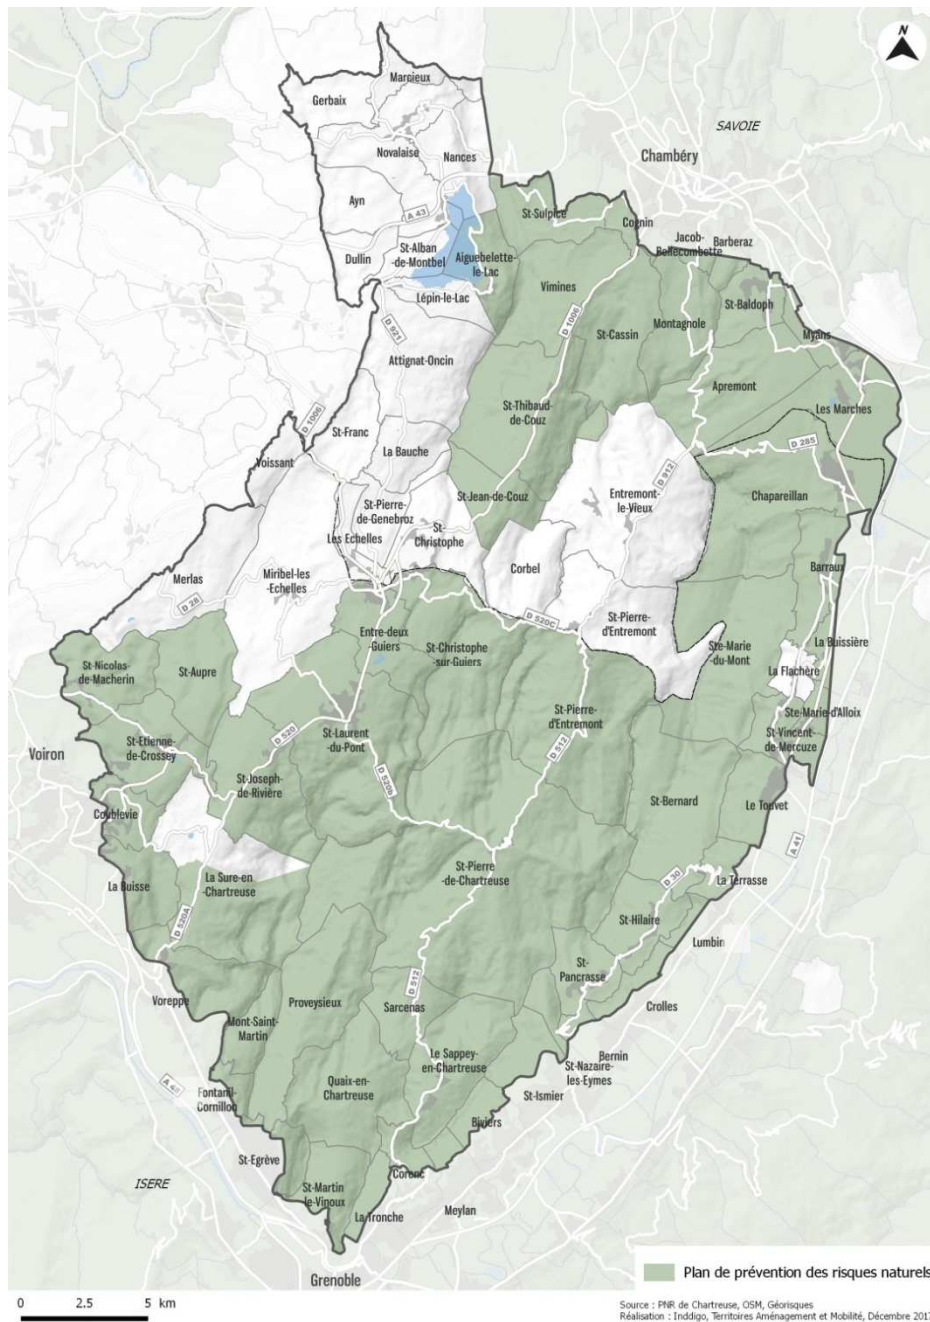 N
SAVOIE
Marcieux
Gerbaix
Novalaise
Nances
Chambéry
Ayn
A 43
St-Sulpice
Cognin
Jacob-
Bellecombette
Barberaz
Dullin
St-Alban
-de-Montbel
Aiguebelette-
le-Lac
Vimines
Lépin-le-Lac
St-Baldoph
D 1006
St-Cassin
Montagnole
Myans
D 921
Attignat-Oncin
Apremont
St-Thibaud-
de-Couz
Les Marches
D 1006
St-Franc
La Bauche
D 285
Voissant
D 912
St-Jean-de-Couz
Entremont-
le-Vieux
Chapareillan
St-Pierre-
de-Genebroz
St-
Christophe
Les Echelles
Corbel
Barraux
Merlas
Miribel-les
-Echelles
D 28
D 520C
St-Pierre-
d'Entremont
Entre-deux
-Guiers
St-Christophe
-sur-Guiers
Ste-Marie
-du-Mont
La Buissière
St-Nicolas-
de-Macherin
St-Aupre
La Flachère
Ste-Marie-d'Alloix
St-Pierre-
d'Entremont
St-Vincent-
de-Mercuze
Voiron
St-Etienne-
de-Crossey
D 520
St-Laurent
-du-Pont
D 512
St-Joseph-
de-Rivière
D 520B
St-Bernard
Le Touvet
Coublevie
A 41
La Buisse
La Sure-en
-Chartreuse
St-Pierre
-de-Chartreuse
D 30
La Terrasse
D 520A
St-Hilaire
Lumbin
St-
Pancrasse
Voreppe
D 512
Proveysieux
Sarcenas
Crolles
Mont-Saint-
Martin
Le Sappey-
en-Chartreuse
Bernin
St-Nazaire-
les-Eymes
A 48
Quaix-en-
Chartreuse
St-Ismier
Fontanil-
Cornillon
Biviers
St-Egrève
Corenc
ISERE
St-Martin
-le-Vinoux
La Tronche
Meylan
Grenoble
Plan de prévention des risques naturels
0 2.5 5 km
Source : PNR de Chartreuse, OSM, Géorisques
Réalisation : Inddigo, Territoires Aménagement et Mobilité, Décembre 2017